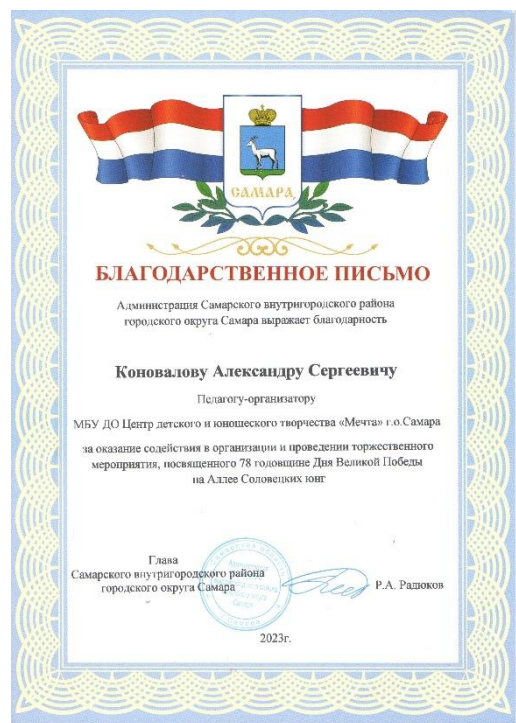 САМАРА
БЛАГОДАРСТВЕННОЕ ПИСЬМО
Администрация Самарского внутригородского района
городского округа Самара выражает благодарность
Коновалову Александру Сергеевичу
Педагогу-организатору
МБУ ДО Центр детского и юношеского творчества «Мечта» г.о.Самара
за оказание содействия в организации и проведении торжественного
мероприятия, посвященного 78 годовщине Дня Великой Победы
на Аллее Соловецких юнг
Глава
Самарского внутригородского района
городского округа Самара
Р.А. Радюков
2023г.